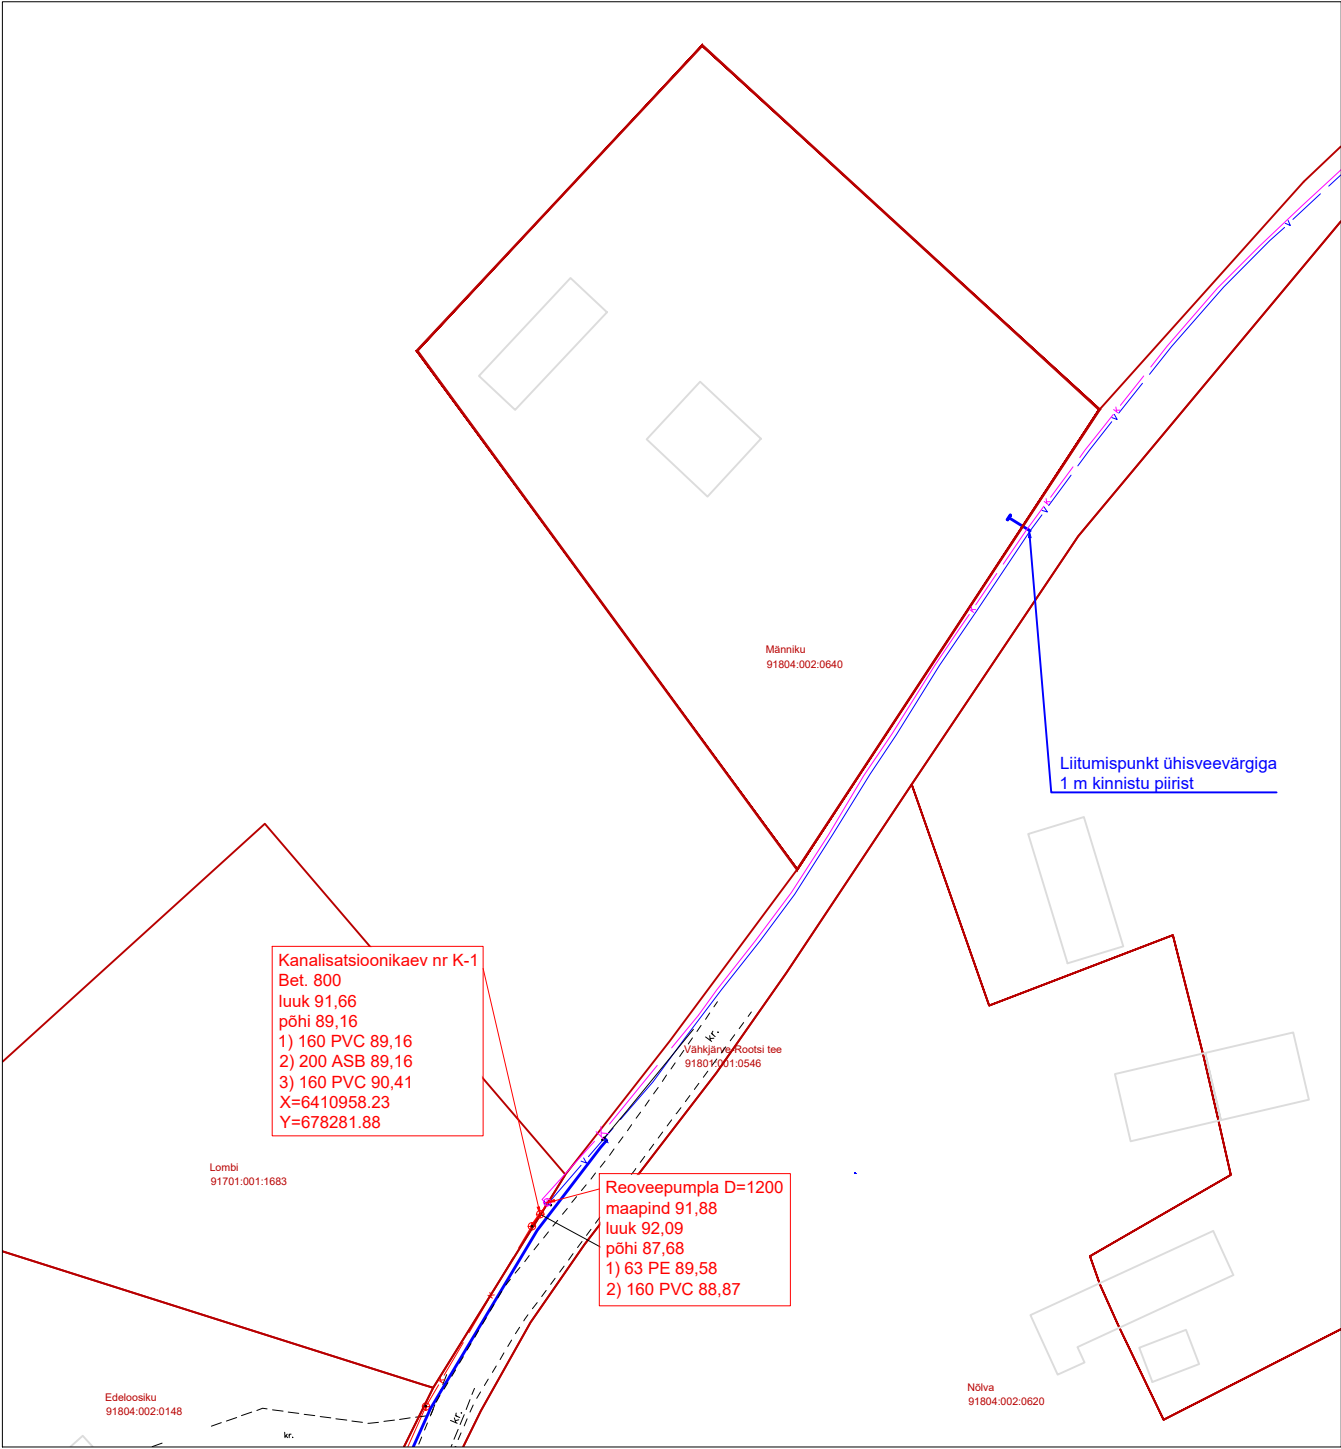 V
K
V
K
V
K
Männiku
91804:002:0640
Liitumispunkt ühisveevärgiga
1 m kinnistu piirist
Kanalisatsioonikaev nr K-1
Bet. 800
luuk 91,66
põhi 89,16
1) 160 PVC 89,16
2) 200 ASB 89,16
3) 160 PVC 90,41
X=6410958.23
Y=678281.88
kr.
Vähkjärve-Rootsi tee
91801:001:0546
K
V
Lombi
91701:001:1683
Reoveepumpla D=1200
maapind 91,88
luuk 92,09
põhi 87,68
1) 63 PE 89,58
2) 160 PVC 88,87
Edeloosiku
91804:002:0148
kr.
kr.
Nõlva
91804:002:0620